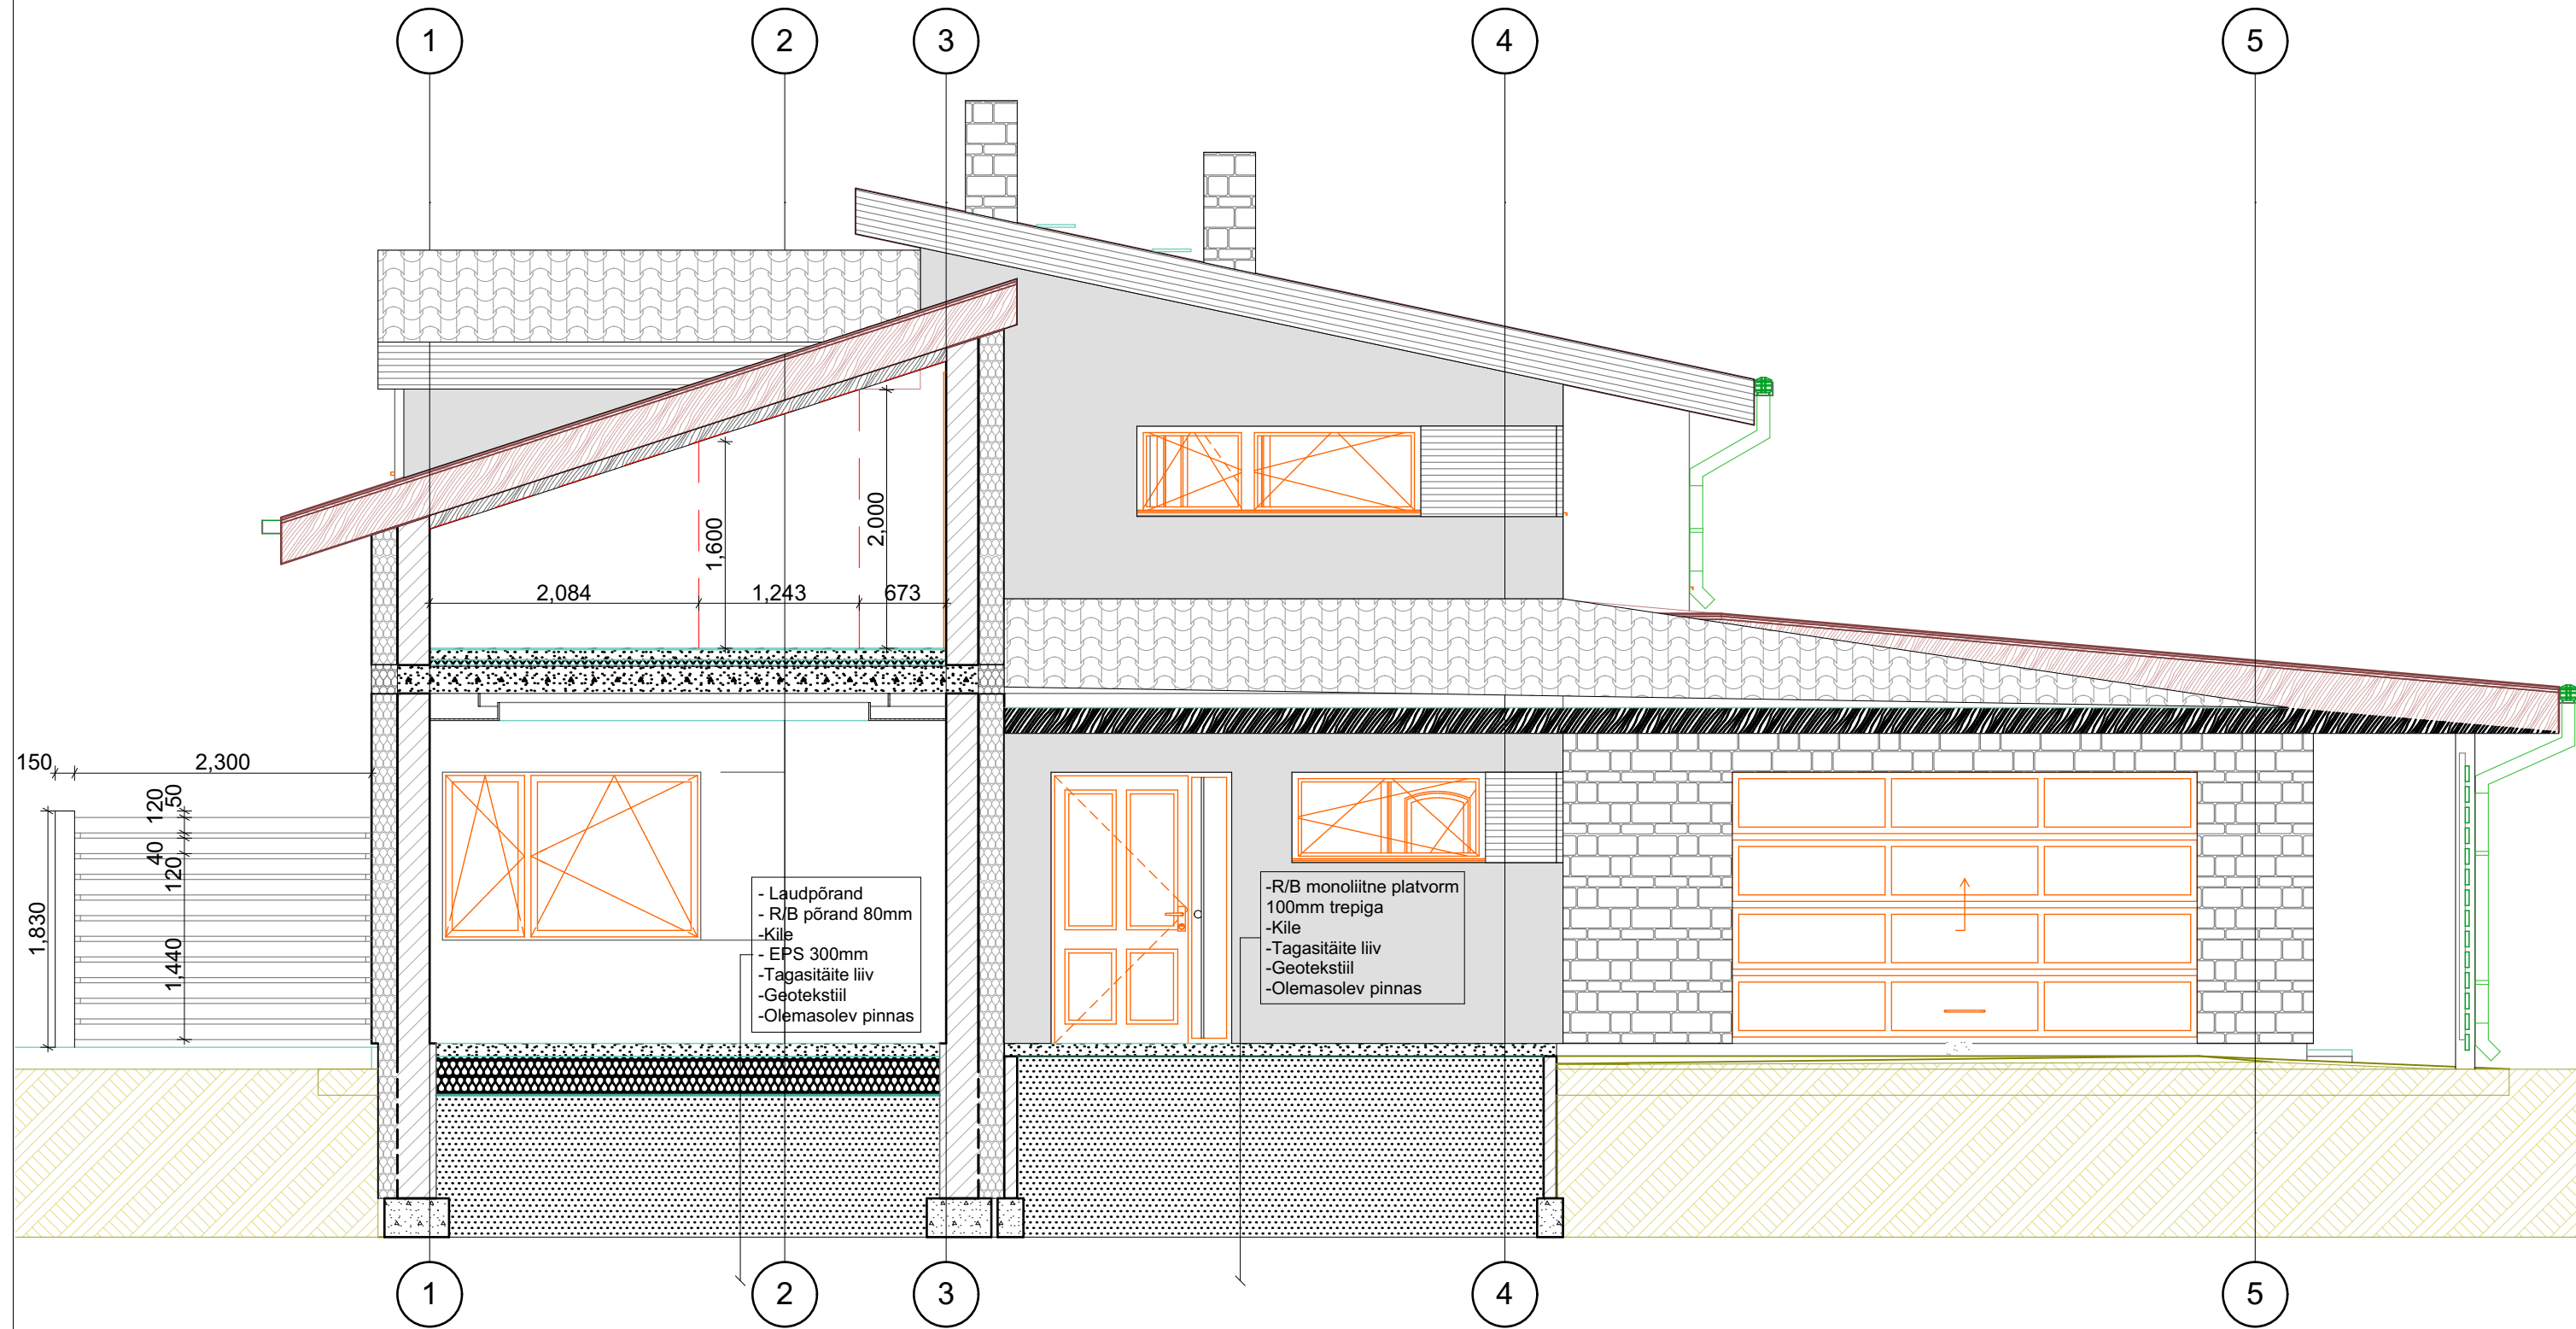 1
2
3
4
5
2,000
1,600
2,084
1,243
673
150
2,300
120
50
40
120
1,830
1,440
- Laudpõrand
- R/B põrand 80mm
-Kile
- EPS 300mm
-Tagasitäite liiv
-Geotekstiil
-Olemasolev pinnas
-R/B monoliitne platvorm
100mm trepiga
-Kile
-Tagasitäite liiv
-Geotekstiil
-Olemasolev pinnas
1
2
3
4
5